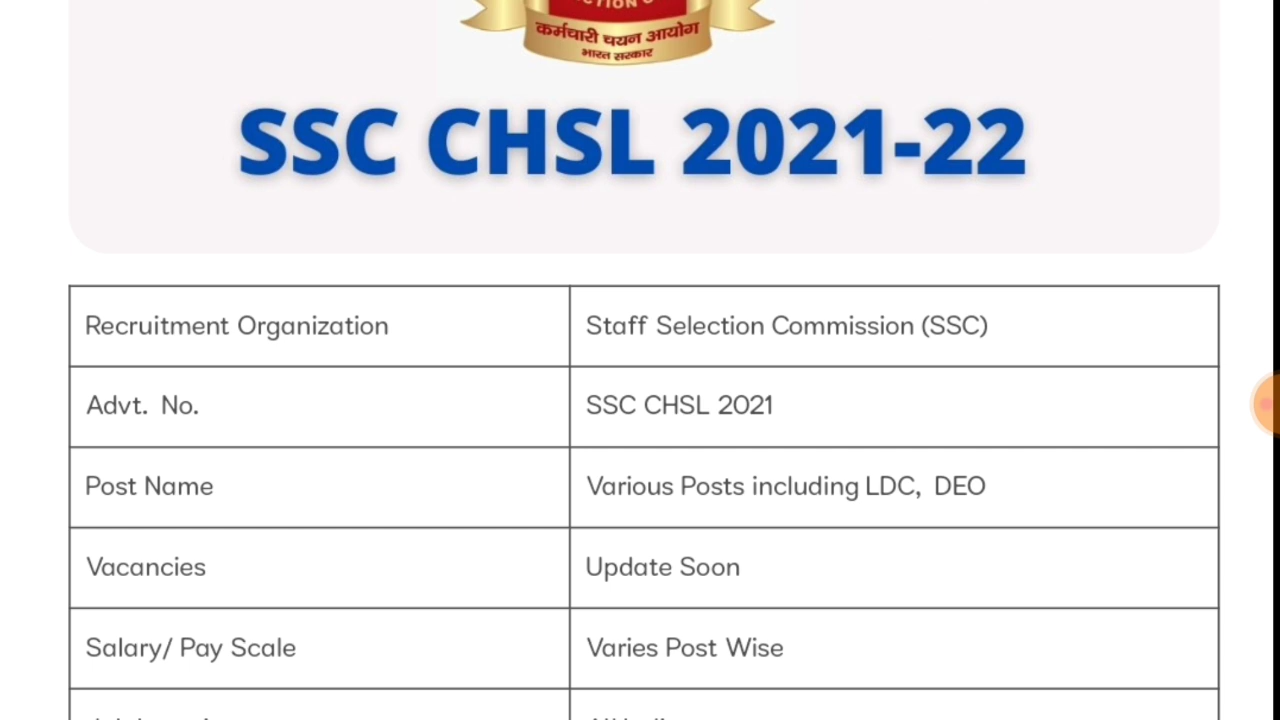 कर्मचारी चयन आयोग
भारत सरकार
SSC CHSL 2021-22
Recruitment Organization Staff Selection Commission (SSC)
Advt. No. SSC CHSL 2021
Post Name Various Posts including LDC, DEO
Vacancies Update Soon
Salary/ Pay Scale Varies Post Wise